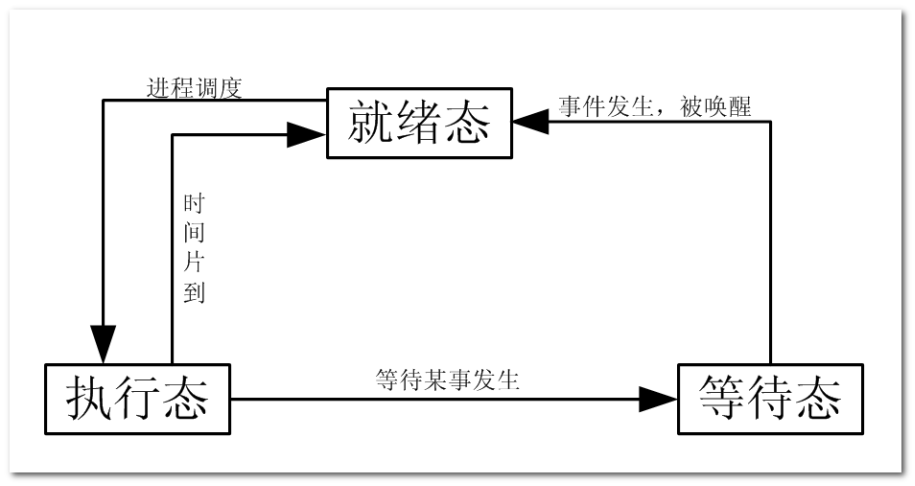 进程调度
就绪态
事件发生，被唤醒
时间片到
执行态
等待某事发生
等待态